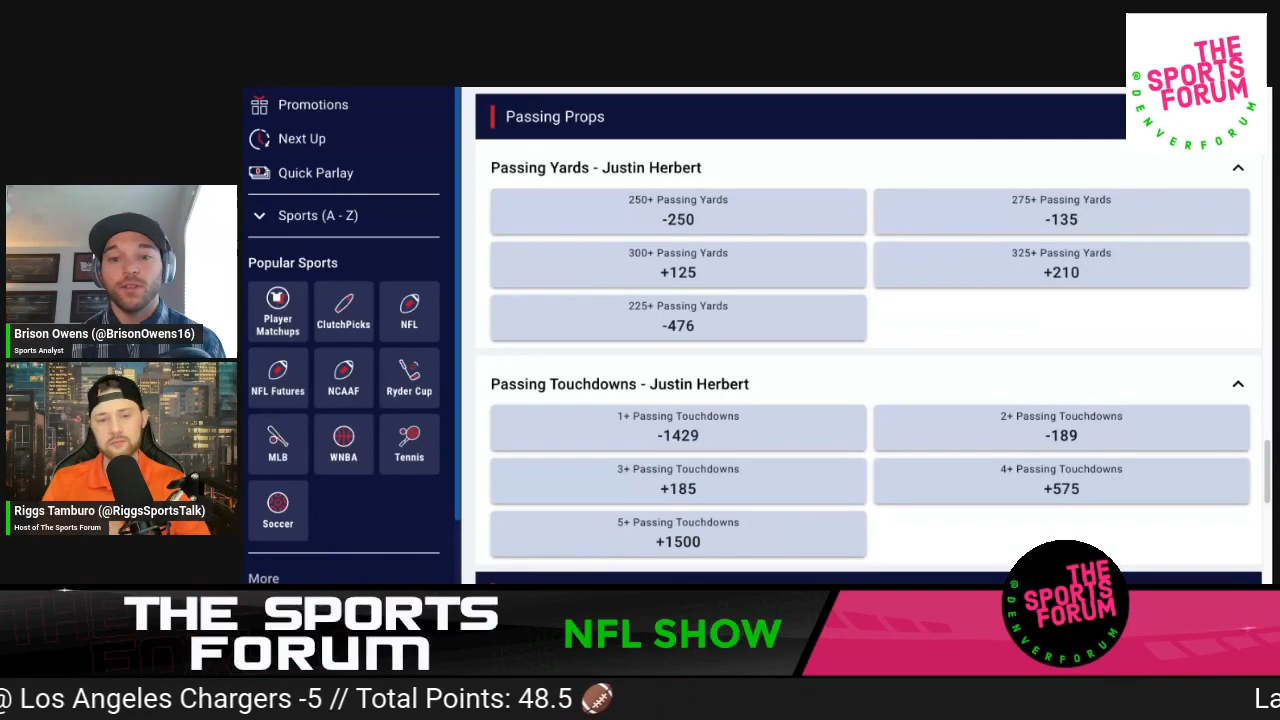 Promotions
Next Up
Quick Parlay
Sports (A - Z)
Popular Sports
Player Matchups
ClutchPicks
NFL
NFL Futures
NCAAF
Ryder Cup
MLB
WNBA
Tennis
Soccer
More
Passing Props
Passing Yards - Justin Herbert
250+ Passing Yards
-250
275+ Passing Yards
-135
300+ Passing Yards
+125
325+ Passing Yards
+210
225+ Passing Yards
-476
Passing Touchdowns - Justin Herbert
1+ Passing Touchdowns
-1429
2+ Passing Touchdowns
-189
3+ Passing Touchdowns
+185
4+ Passing Touchdowns
+575
5+ Passing Touchdowns
+1500
THE
SPORTS
FORUM
@DENVERFORUM
Brison Owens (@BrisonOwens16)
Sports Analyst
Riggs Tamburo (@RiggsSportsTalk)
Host of The Sports Forum
THE SPORTS
FORUM
NFL SHOW
THE
SPORTS
FORUM
@DENVERFORUM
@ Los Angeles Chargers -5 // Total Points: 48.5 🏈
La